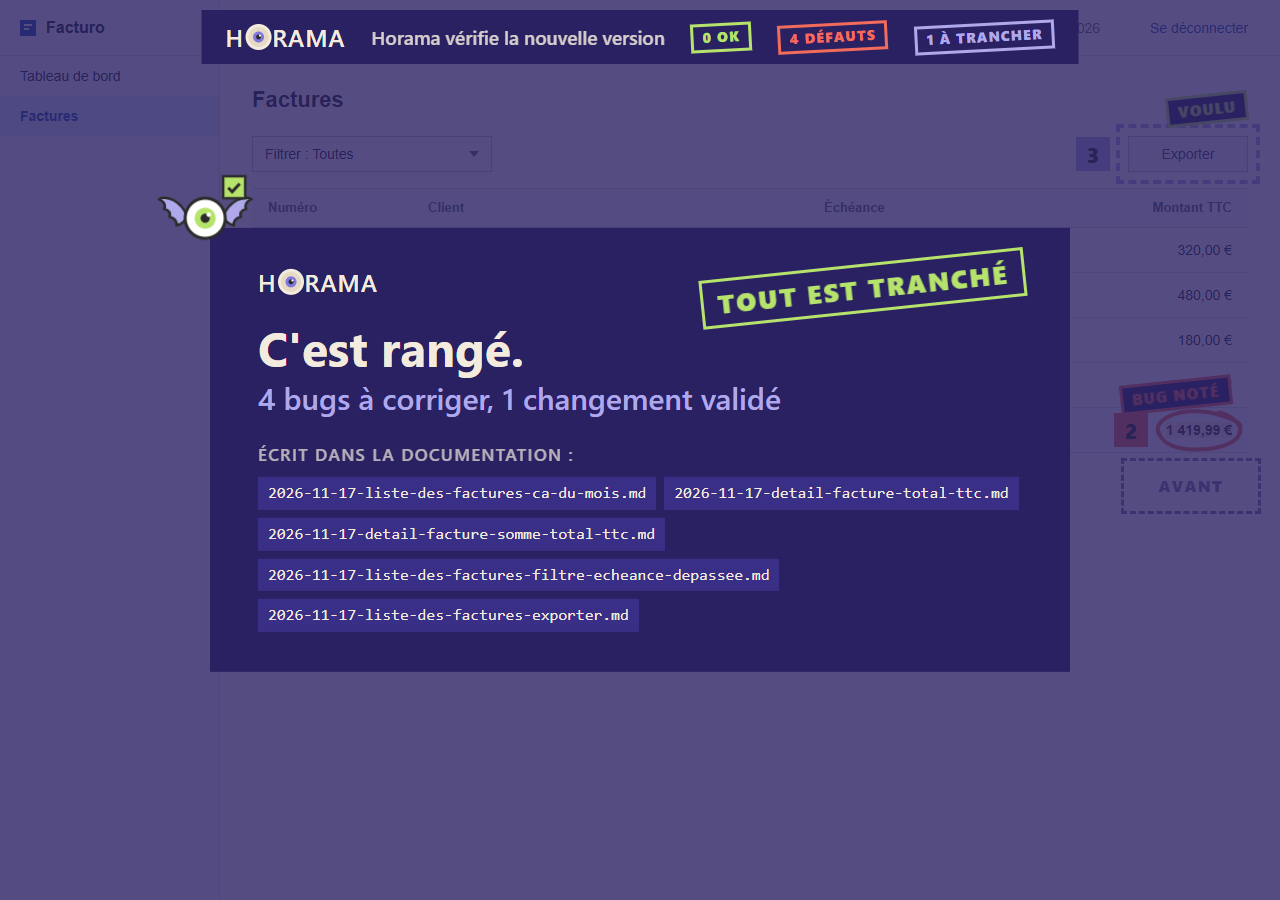 Facturo
HORAMA
Horama vérifie la nouvelle version
0 OK
4 DÉFAUTS
1 À TRANCHER
2026
Se déconnecter
Tableau de bord
Factures
Factures
VOULU
Filtrer : Toutes
3
Exporter
Numéro
Client
Échéance
Montant TTC
320,00 €
480,00 €
180,00 €
BUG NOTÉ
2
1 419,99 €
AVANT
HORAMA
TOUT EST TRANCHÉ
C'est rangé.
4 bugs à corriger, 1 changement validé
ÉCRIT DANS LA DOCUMENTATION :
2026-11-17-liste-des-factures-ca-du-mois.md
2026-11-17-detail-facture-total-ttc.md
2026-11-17-detail-facture-somme-total-ttc.md
2026-11-17-liste-des-factures-filtre-echeance-depassee.md
2026-11-17-liste-des-factures-exporter.md